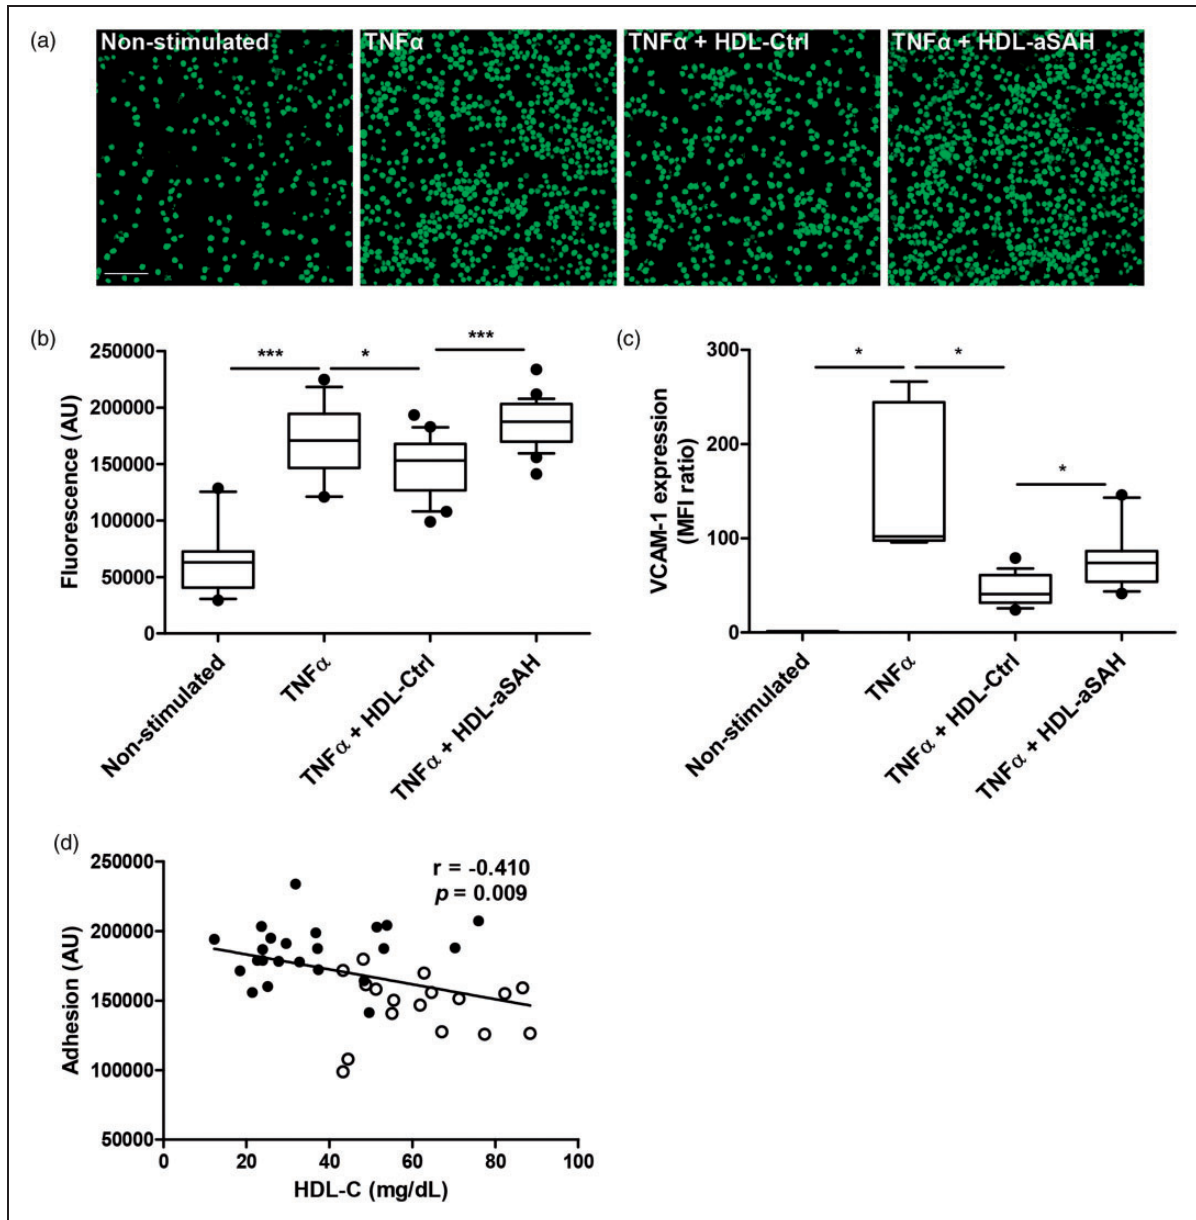 (a)
Non-stimulated
TNFα
TNFα + HDL-Ctrl
TNFα + HDL-aSAH
(b)
250000
200000
150000
100000
50000
0
Fluorescence (AU)
***
*
***
Non-stimulated
TNFα
TNFα + HDL-Ctrl
TNFα + HDL-aSAH
(c)
300
200
100
0
VCAM-1 expression
(MFI ratio)
*
*
*
Non-stimulated
TNFα
TNFα + HDL-Ctrl
TNFα + HDL-aSAH
(d)
250000
200000
150000
100000
50000
Adhesion (AU)
r = -0.410
p = 0.009
0
20
40
60
80
100
HDL-C (mg/dL)